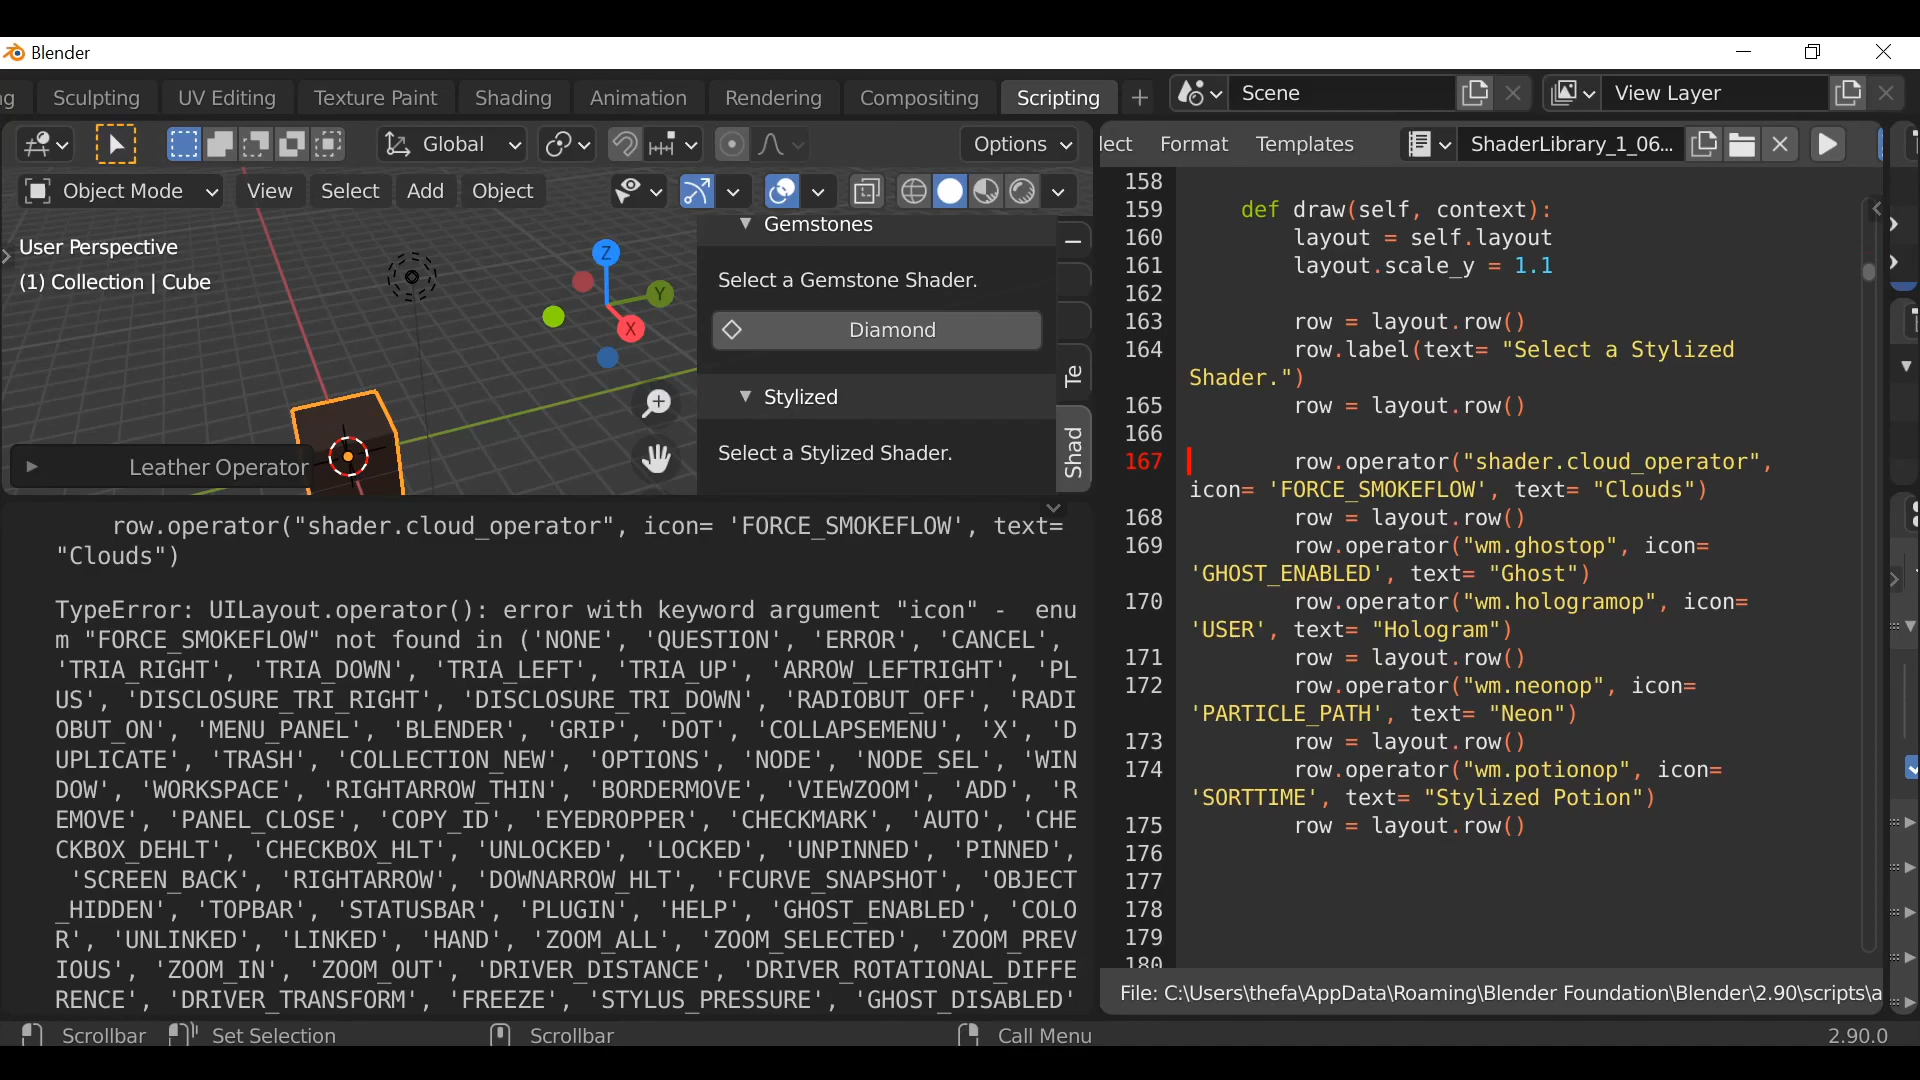 Blender
ng Sculpting UV Editing Texture Paint Shading Animation Rendering Compositing Scripting + Scene View Layer
Global Options
lect Format Templates ShaderLibrary_1_06...
Object Mode View Select Add Object
User Perspective
(1) Collection | Cube
Z
Y
X
Leather Operator
Gemstones
Select a Gemstone Shader.
Diamond
Stylized
Select a Stylized Shader.
Te
Shad
row.operator("shader.cloud_operator", icon= 'FORCE_SMOKEFLOW', text=
"Clouds")
TypeError: UILayout.operator(): error with keyword argument "icon" -  enu
m "FORCE_SMOKEFLOW" not found in ('NONE', 'QUESTION', 'ERROR', 'CANCEL',
'TRIA_RIGHT', 'TRIA_DOWN', 'TRIA_LEFT', 'TRIA_UP', 'ARROW_LEFTRIGHT', 'PL
US', 'DISCLOSURE_TRI_RIGHT', 'DISCLOSURE_TRI_DOWN', 'RADIOBUT_OFF', 'RADI
OBUT_ON', 'MENU_PANEL', 'BLENDER', 'GRIP', 'DOT', 'COLLAPSEMENU', 'X', 'D
UPLICATE', 'TRASH', 'COLLECTION_NEW', 'OPTIONS', 'NODE', 'NODE_SEL', 'WIN
DOW', 'WORKSPACE', 'RIGHTARROW_THIN', 'BORDERMOVE', 'VIEWZOOM', 'ADD', 'R
EMOVE', 'PANEL_CLOSE', 'COPY_ID', 'EYEDROPPER', 'CHECKMARK', 'AUTO', 'CHE
CKBOX_DEHLT', 'CHECKBOX_HLT', 'UNLOCKED', 'LOCKED', 'UNPINNED', 'PINNED',
'SCREEN_BACK', 'RIGHTARROW', 'DOWNARROW_HLT', 'FCURVE_SNAPSHOT', 'OBJECT
_HIDDEN', 'TOPBAR', 'STATUSBAR', 'PLUGIN', 'HELP', 'GHOST_ENABLED', 'COLO
R', 'UNLINKED', 'LINKED', 'HAND', 'ZOOM_ALL', 'ZOOM_SELECTED', 'ZOOM_PREV
IOUS', 'ZOOM_IN', 'ZOOM_OUT', 'DRIVER_DISTANCE', 'DRIVER_ROTATIONAL_DIFFE
RENCE', 'DRIVER_TRANSFORM', 'FREEZE', 'STYLUS_PRESSURE', 'GHOST_DISABLED'
158
159 def draw(self, context):
160 layout = self.layout
161 layout.scale_y = 1.1
162
163 row = layout.row()
164 row.label(text= "Select a Stylized
Shader.")
165 row = layout.row()
166
167 row.operator("shader.cloud_operator",
icon= 'FORCE_SMOKEFLOW', text= "Clouds")
168 row = layout.row()
169 row.operator("wm.ghostop", icon=
'GHOST_ENABLED', text= "Ghost")
170 row.operator("wm.hologramop", icon=
'USER', text= "Hologram")
171 row = layout.row()
172 row.operator("wm.neonop", icon=
'PARTICLE_PATH', text= "Neon")
173 row = layout.row()
174 row.operator("wm.potionop", icon=
'SORTTIME', text= "Stylized Potion")
175 row = layout.row()
176
177
178
179
180
File: C:\Users\thefa\AppData\Roaming\Blender Foundation\Blender\2.90\scripts\a
Scrollbar Set Selection Scrollbar Call Menu 2.90.0